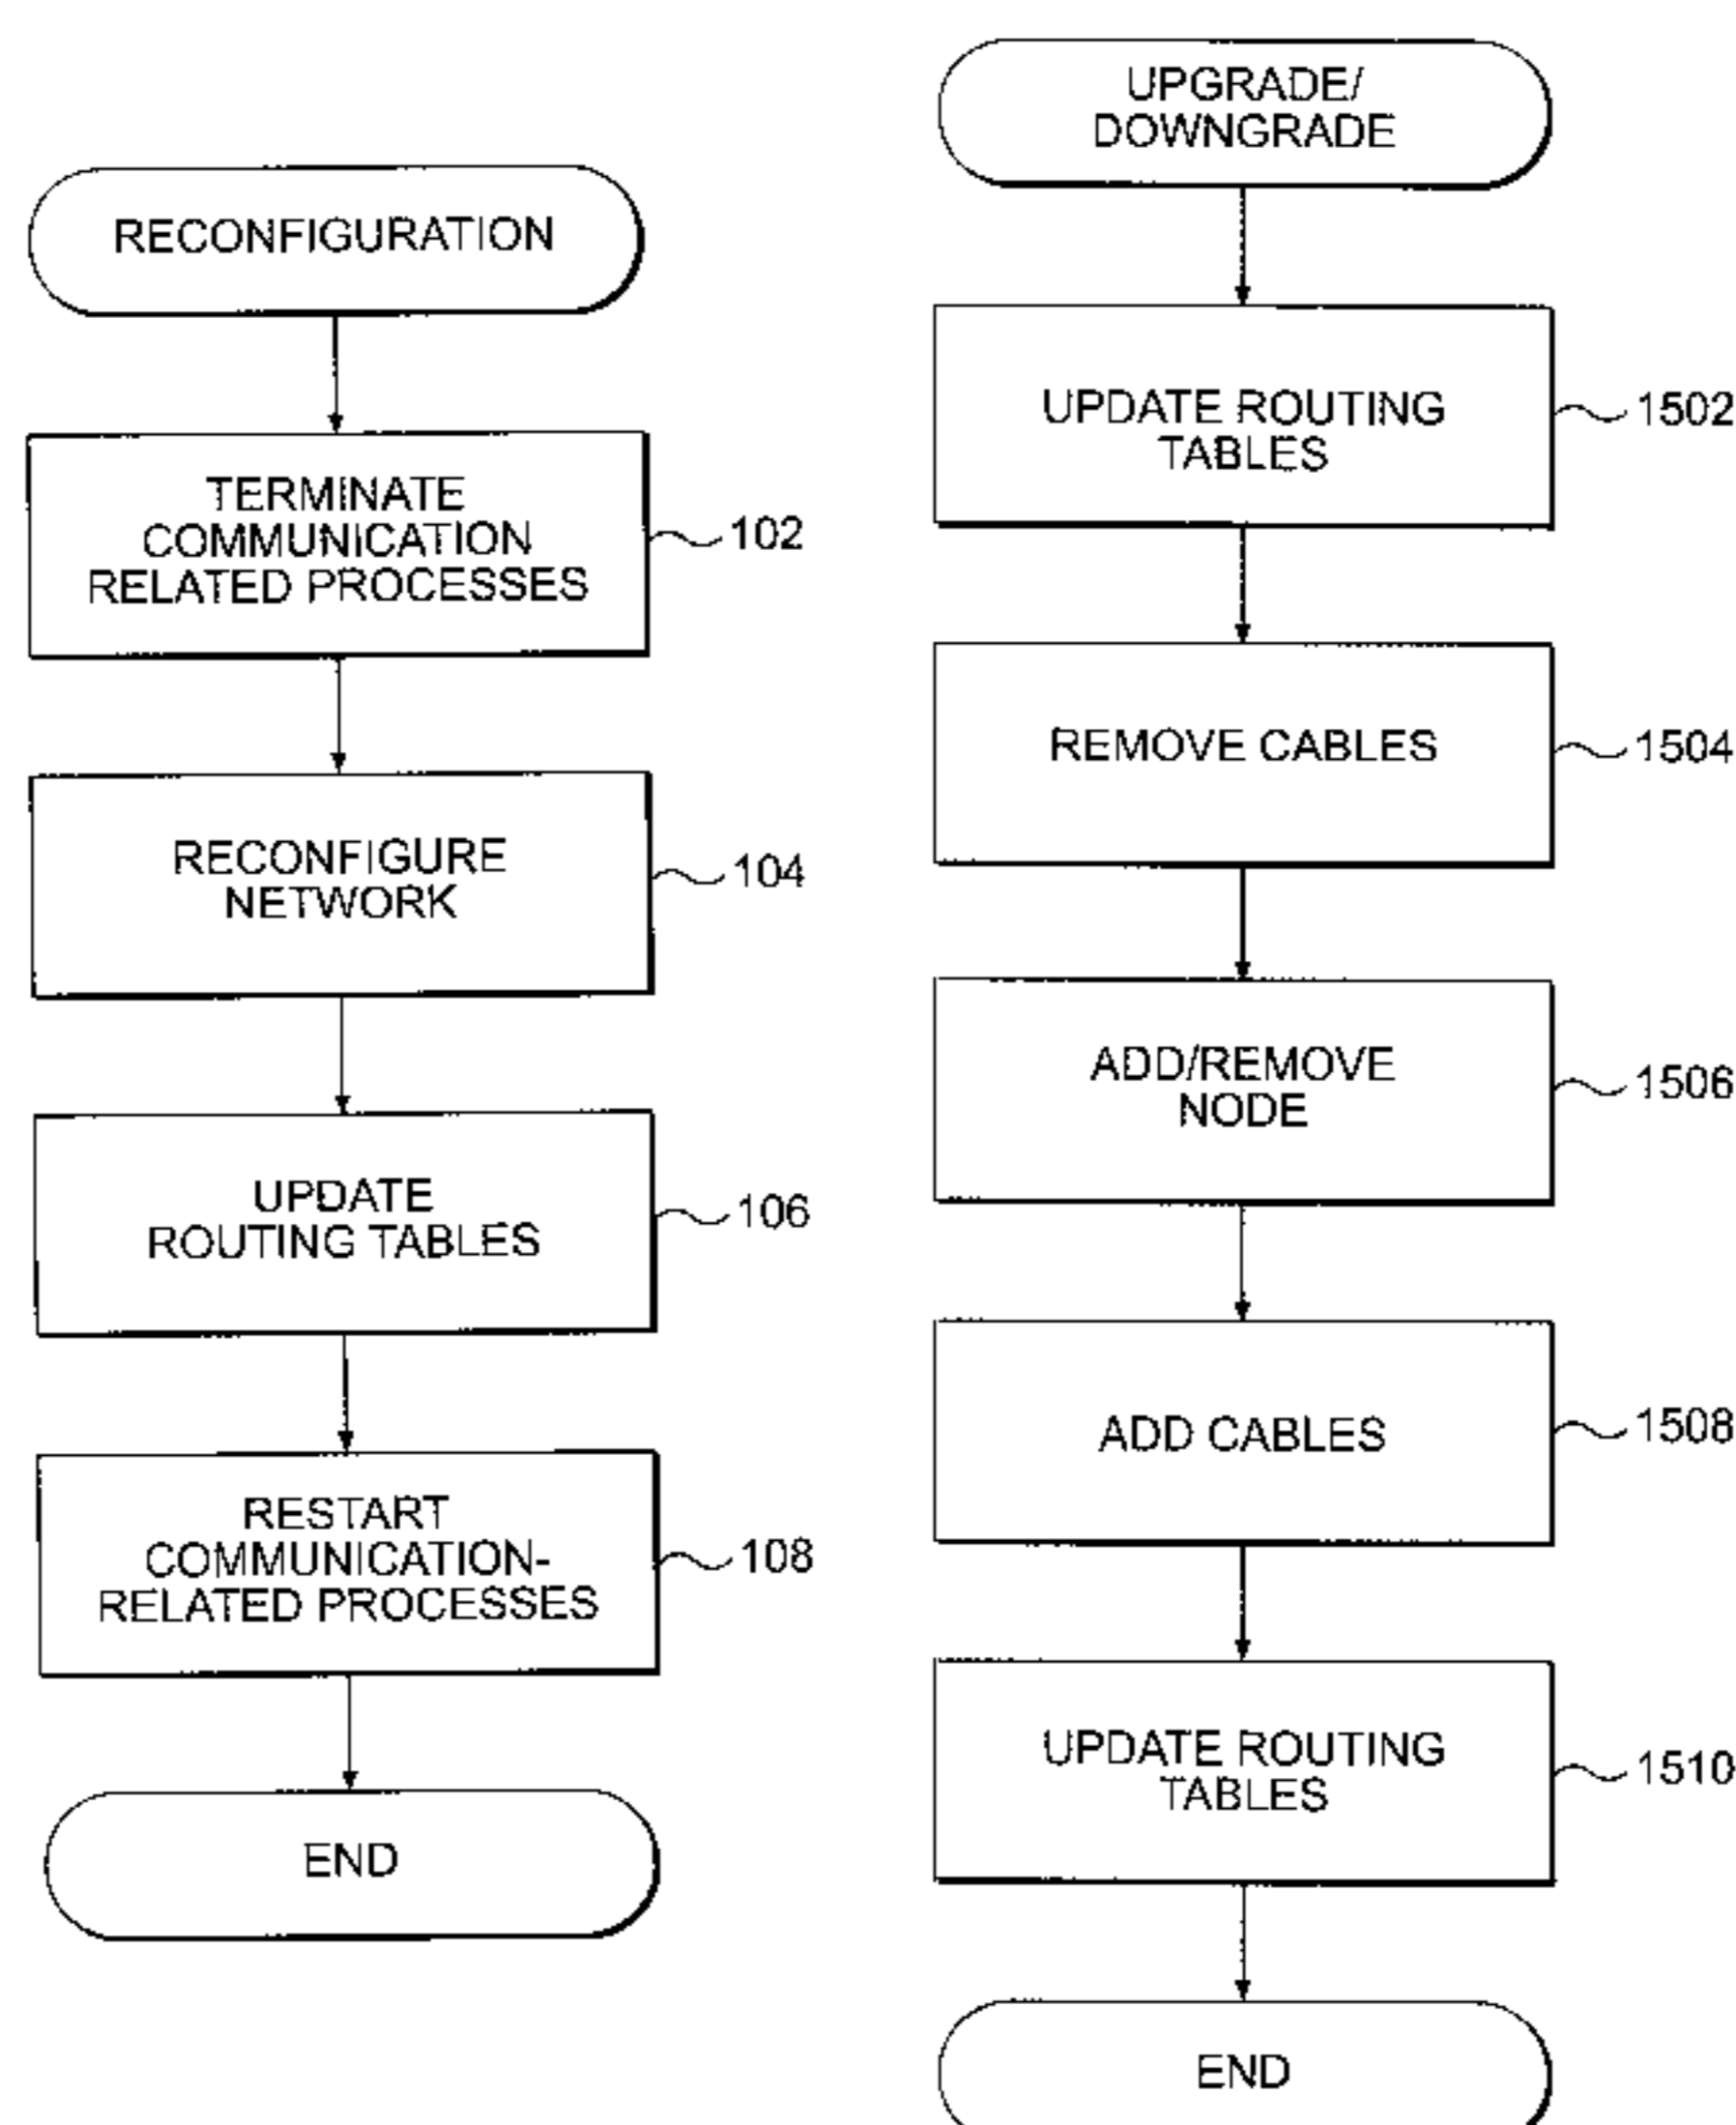 RECONFIGURATION
TERMINATE
COMMUNICATION
RELATED PROCESSES
102
RECONFIGURE
NETWORK
104
UPDATE
ROUTING TABLES
106
RESTART
COMMUNICATION-
RELATED PROCESSES
108
END
UPGRADE/
DOWNGRADE
UPDATE ROUTING
TABLES
1502
REMOVE CABLES
1504
ADD/REMOVE
NODE
1506
ADD CABLES
1508
UPDATE ROUTING
TABLES
1510
END